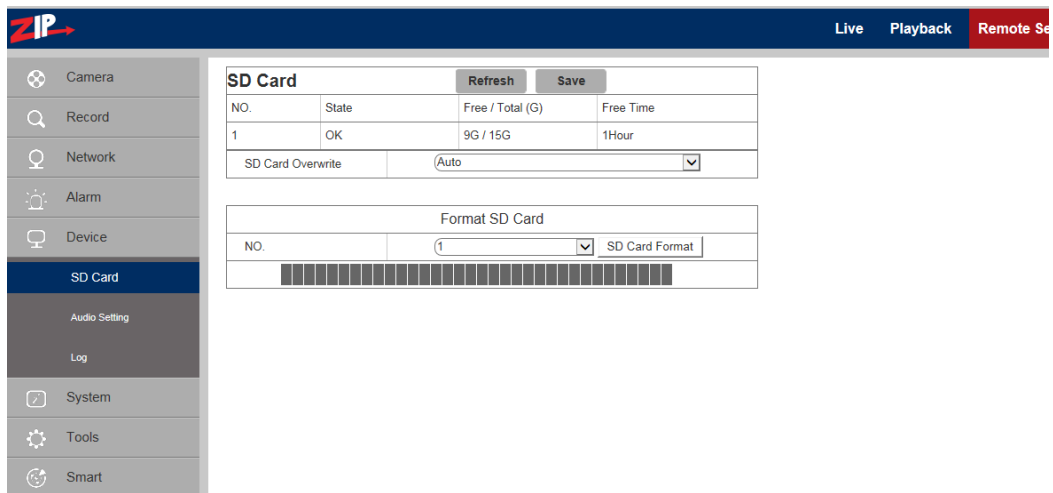 ZIP
Live Playback Remote Se
Camera
Record
Network
Alarm
Device
SD Card
Audio Setting
Log
System
Tools
Smart
SD Card Refresh Save
NO. State Free / Total (G) Free Time
1 OK 9G / 15G 1Hour
SD Card Overwrite Auto
Format SD Card
NO. 1 SD Card Format